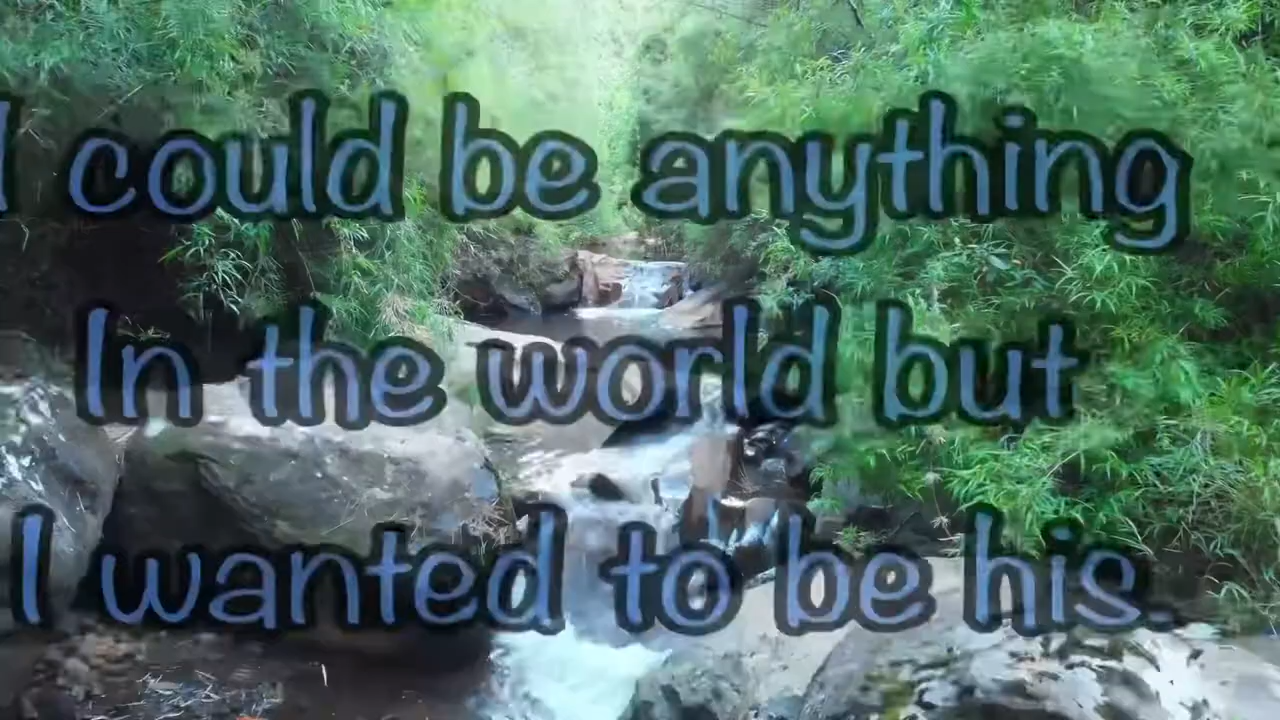 I could be anything
In the world but
I wanted to be his.